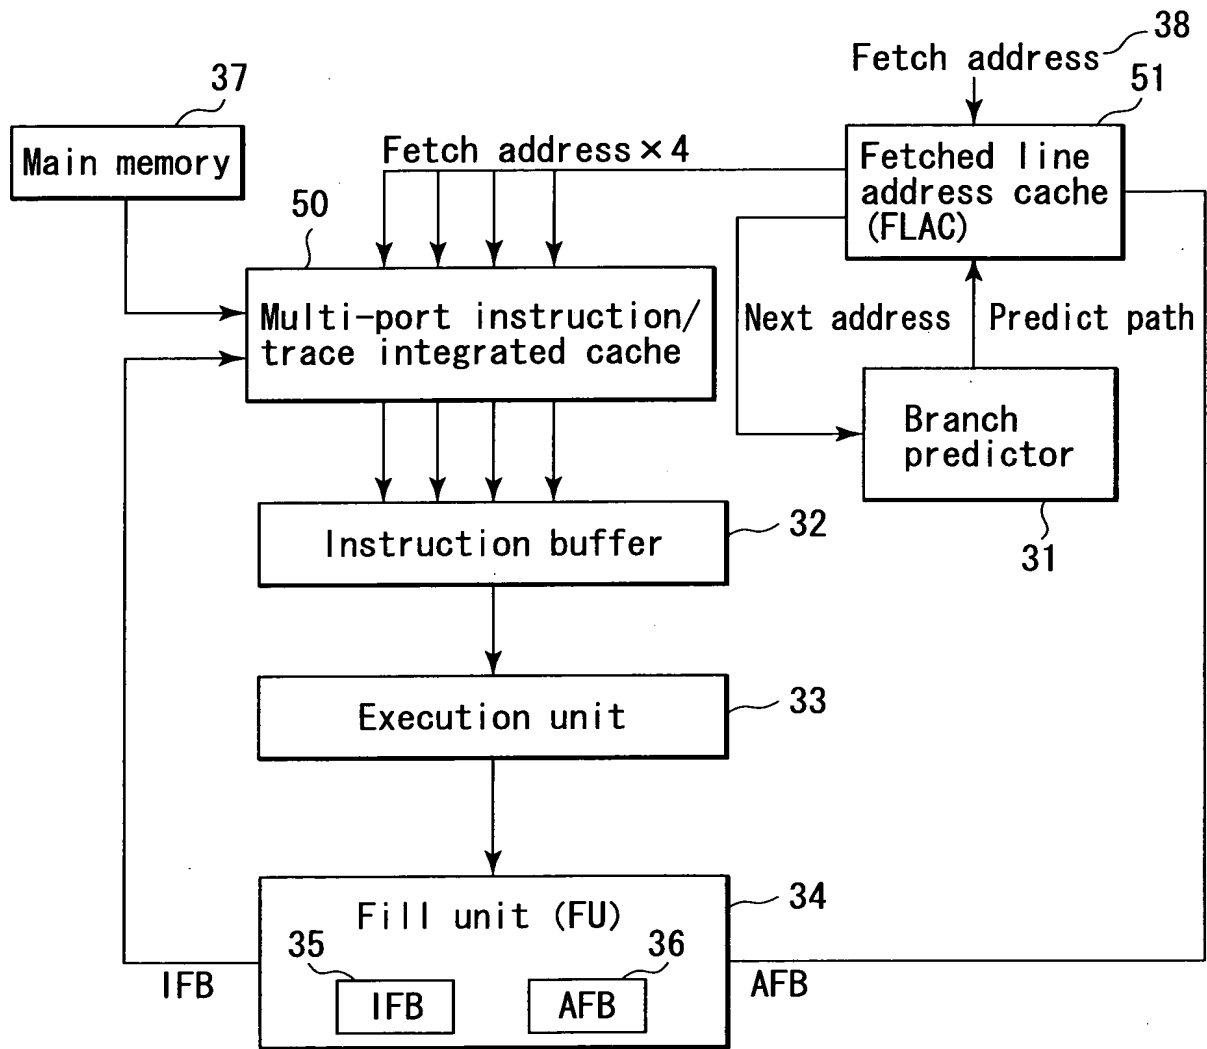 38
Fetch address
37
51
Main memory
Fetch address×4
Fetched line
address cache
(FLAC)
50
Multi-port instruction/
trace integrated cache
Next address
Predict path
Branch
predictor
31
Instruction buffer
32
Execution unit
33
Fill unit (FU)
34
35
36
IFB
AFB
IFB
AFB